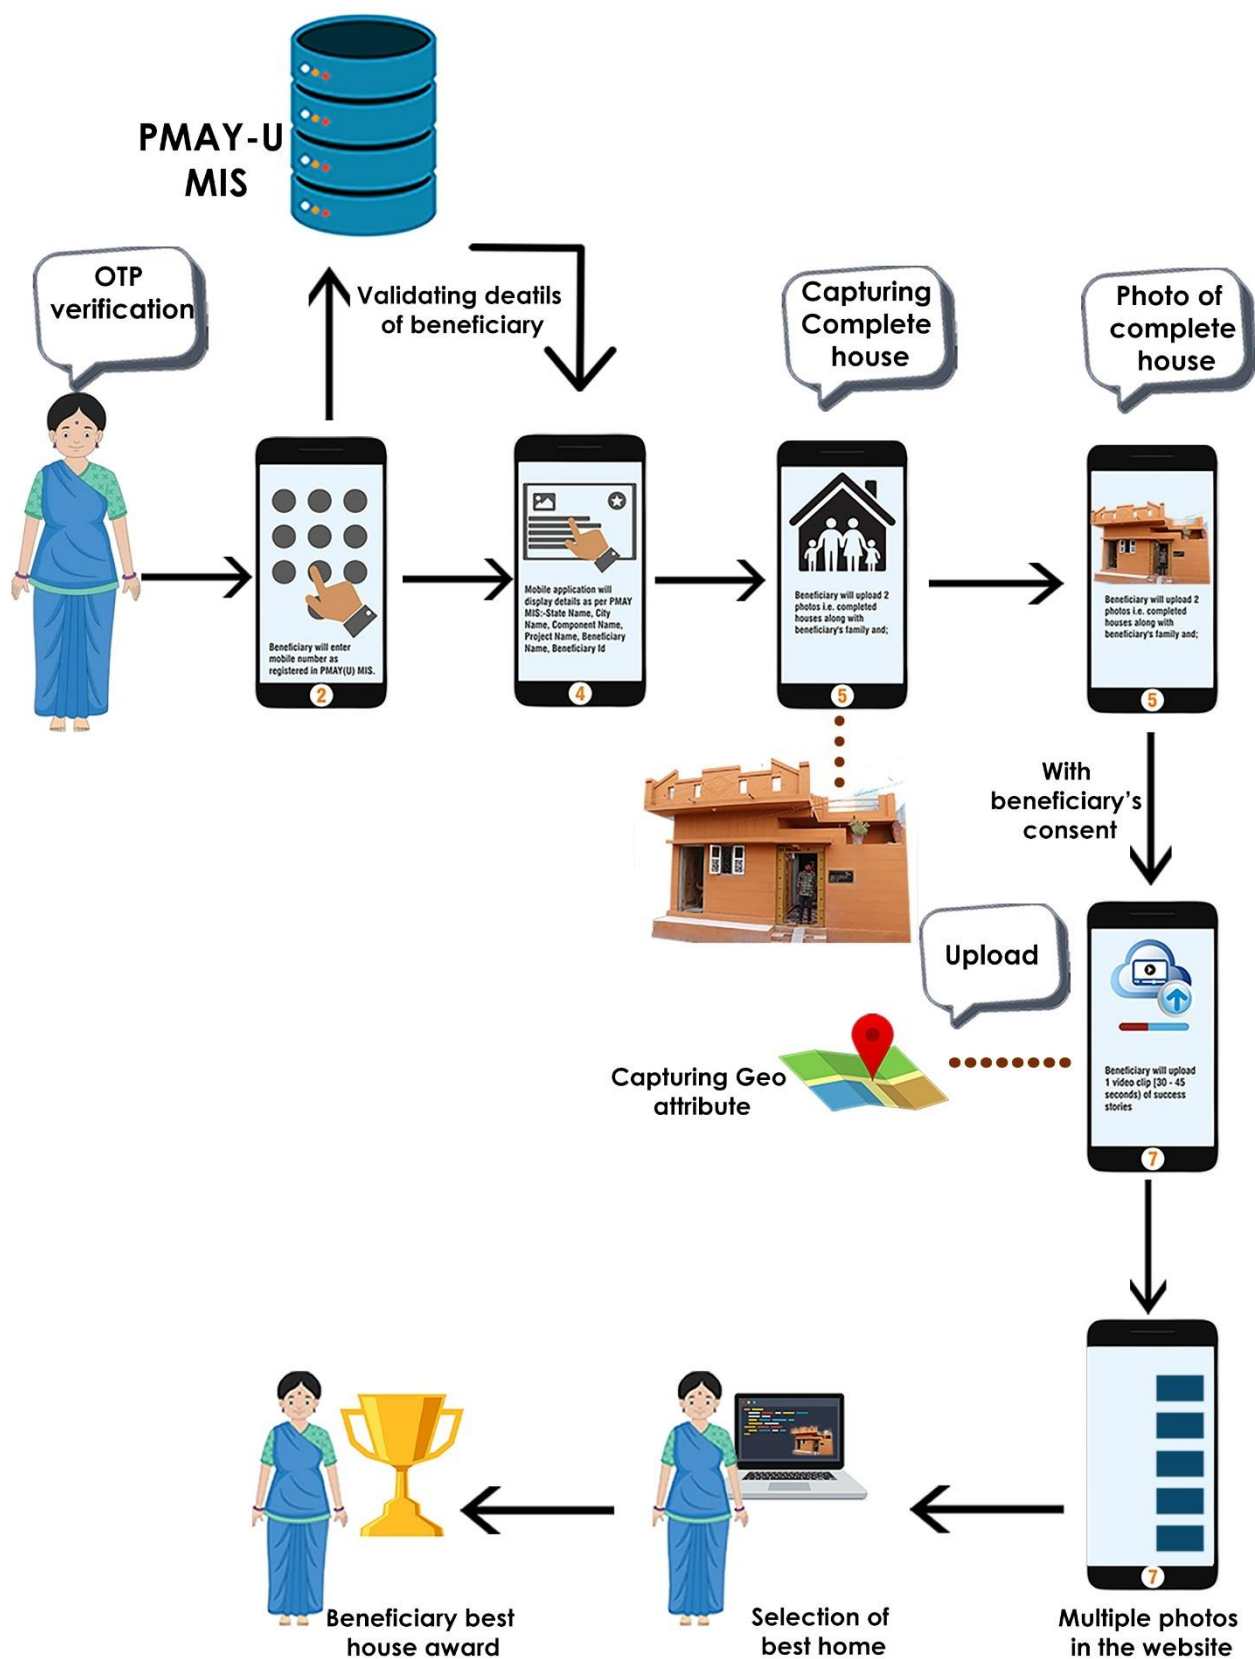 PMAY-U
MIS
OTP
verification
Validating deatils
of beneficiary
Capturing
Complete
house
Photo of
complete
house
Beneficiary will enter
mobile number as
registered in PMAY(U) MIS.
2
Mobile application will
display details as per PMAY
MIS:-State Name, City
Name, Component Name,
Project Name, Beneficiary
Name, Beneficiary Id
4
Beneficiary will upload 2
photos i.e. completed
houses along with
beneficiary's family and;
5
Beneficiary will upload 2
photos i.e. completed
houses along with
beneficiary's family and;
5
With
beneficiary's
consent
Upload
Capturing Geo
attribute
Beneficiary will upload
1 video clip [30 - 45
seconds) of success
stories
7
7
Multiple photos
in the website
Selection of
best home
Beneficiary best
house award